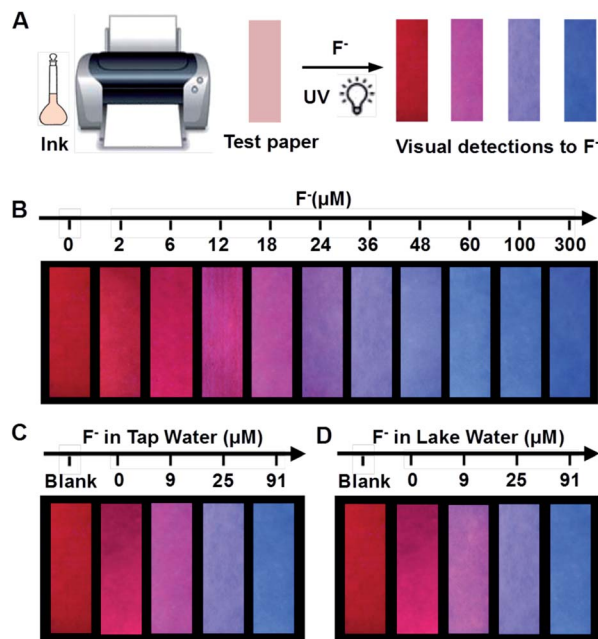 A
Ink
Test paper
F-
UV
Visual detections to F-
B
F-(μM)
0 2 6 12 18 24 36 48 60 100 300
C
F- in Tap Water (μM)
Blank 0 9 25 91
D
F- in Lake Water (μM)
Blank 0 9 25 91